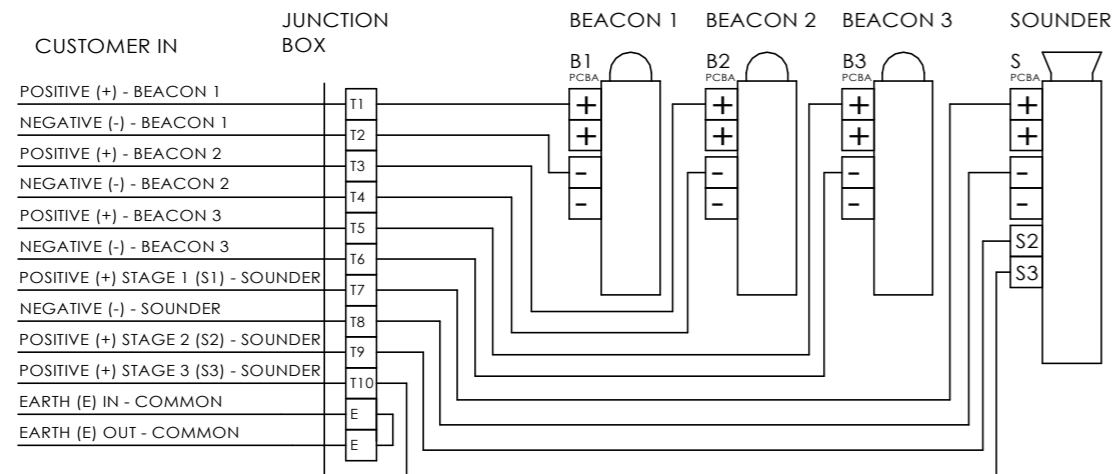 JUNCTION
BOX
BEACON 1
BEACON 2
BEACON 3
SOUNDER
CUSTOMER IN
B1
PCBA
B2
PCBA
B3
PCBA
S
PCBA
POSITIVE (+) - BEACON 1
NEGATIVE (-) - BEACON 1
POSITIVE (+) - BEACON 2
NEGATIVE (-) - BEACON 2
POSITIVE (+) - BEACON 3
NEGATIVE (-) - BEACON 3
POSITIVE (+) STAGE 1 (S1) - SOUNDER
NEGATIVE (-) - SOUNDER
POSITIVE (+) STAGE 2 (S2) - SOUNDER
POSITIVE (+) STAGE 3 (S3) - SOUNDER
EARTH (E) IN - COMMON
EARTH (E) OUT - COMMON
T1
T2
T3
T4
T5
T6
T7
T8
T9
T10
E
E
+
+
-
-
+
+
-
-
+
+
-
-
+
+
-
-
S2
S3